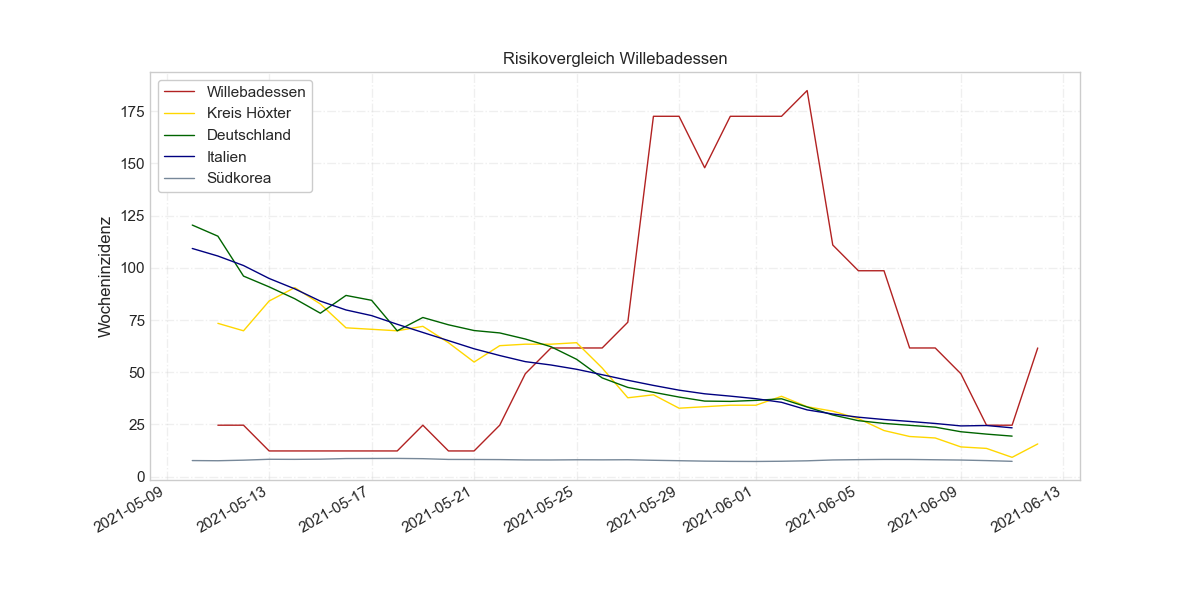 Risikovergleich Willebadessen
Willebadessen
Kreis Höxter
Deutschland
Italien
Südkorea
Wocheninzidenz
175
150
125
100
75
50
25
0
2021-05-09
2021-05-13
2021-05-17
2021-05-21
2021-05-25
2021-05-29
2021-06-01
2021-06-05
2021-06-09
2021-06-13